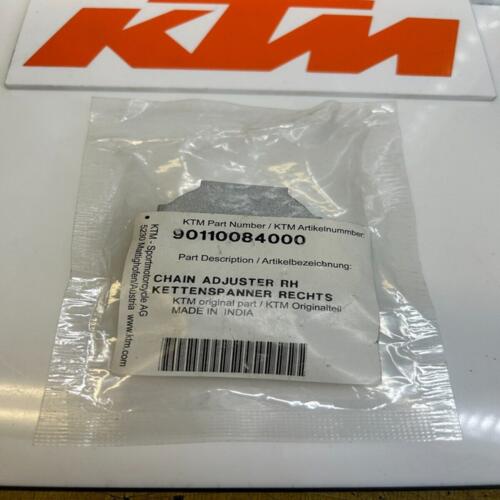 KTM
KTM Part Number / KTM Artikelnummer:
90110084000
Part Description / Artikelbezeichnung:
CHAIN ADJUSTER RH
KETTENSPANNER RECHTS
KTM original part / KTM Originalteil
MADE IN INDIA
KTM - Sportmotorcycle AG
5230 Mattighofen/Austria www.ktm.com